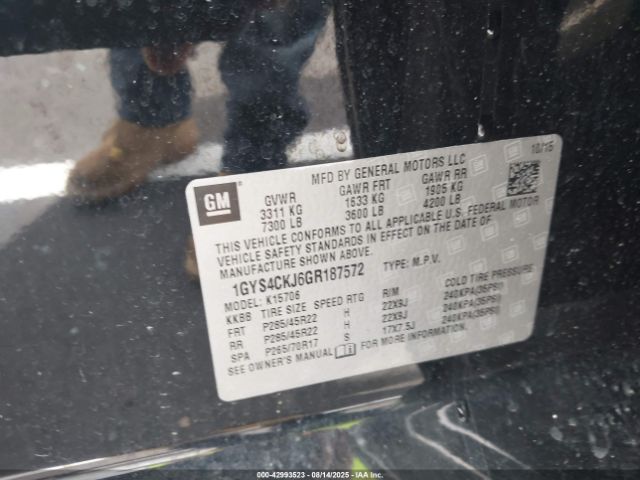 10/15
MFD BY GENERAL MOTORS LLC
GM
GVWR GAWR FRT GAWR RR
3311 KG 1633 KG 1905 KG
7300 LB 3600 LB 4200 LB
THIS VEHICLE CONFORMS TO ALL APPLICABLE U.S. FEDERAL MOTOR
VEHICLE SAFETY STANDARDS IN EFFECT ON THE DATE OF
MANUFACTURE SHOWN ABOVE.
1GYS4CKJ6GR187572 TYPE: M.P.V.
MODEL: K15706
KKBB TIRE SIZE SPEED RTG RIM COLD TIRE PRESSURE
FRT P285/45R22 H 22X9J 240KPA(35PSI)
RR P285/45R22 H 22X9J 240KPA(35PSI)
SPA P265/70R17 S 17X7.5J 240KPA(35PSI)
SEE OWNER'S MANUAL FOR MORE INFORMATION.
000-42993523 - 08/14/2025 - IAAI.COM